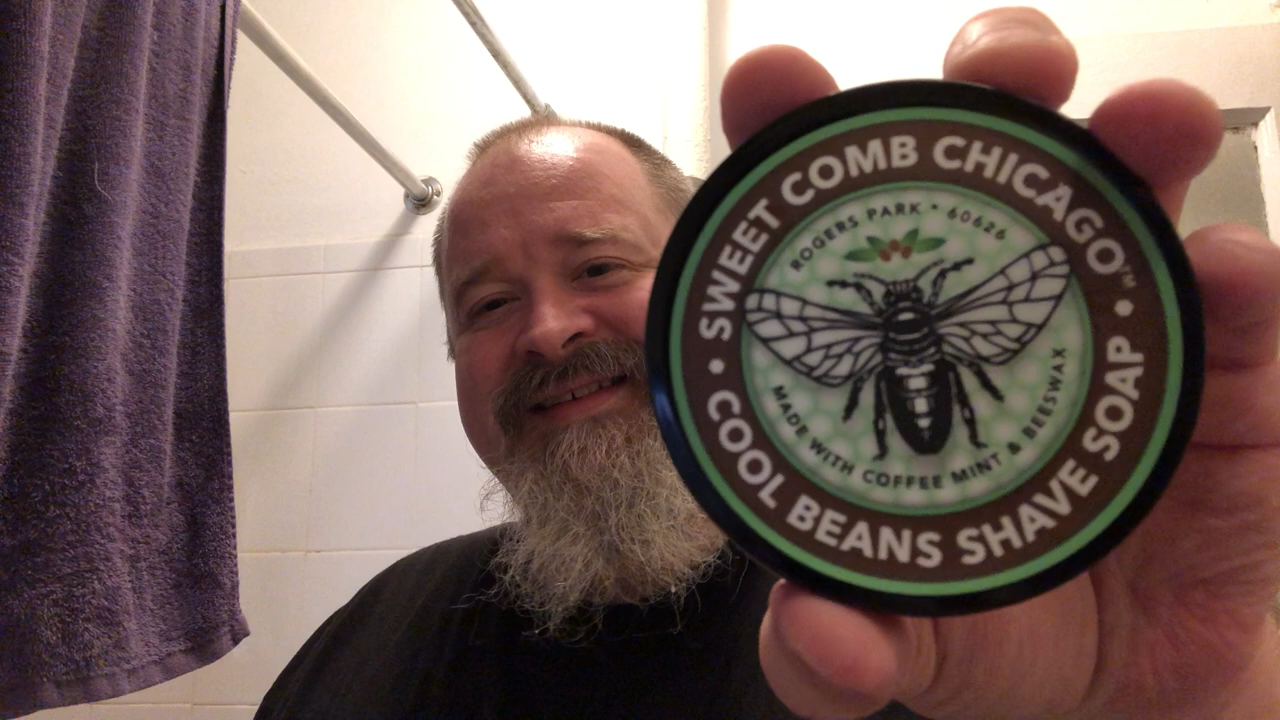 • SWEET COMB CHICAGO™ •
ROGERS PARK • 60626
MADE WITH COFFEE MINT & BEESWAX
COOL BEANS SHAVE SOAP